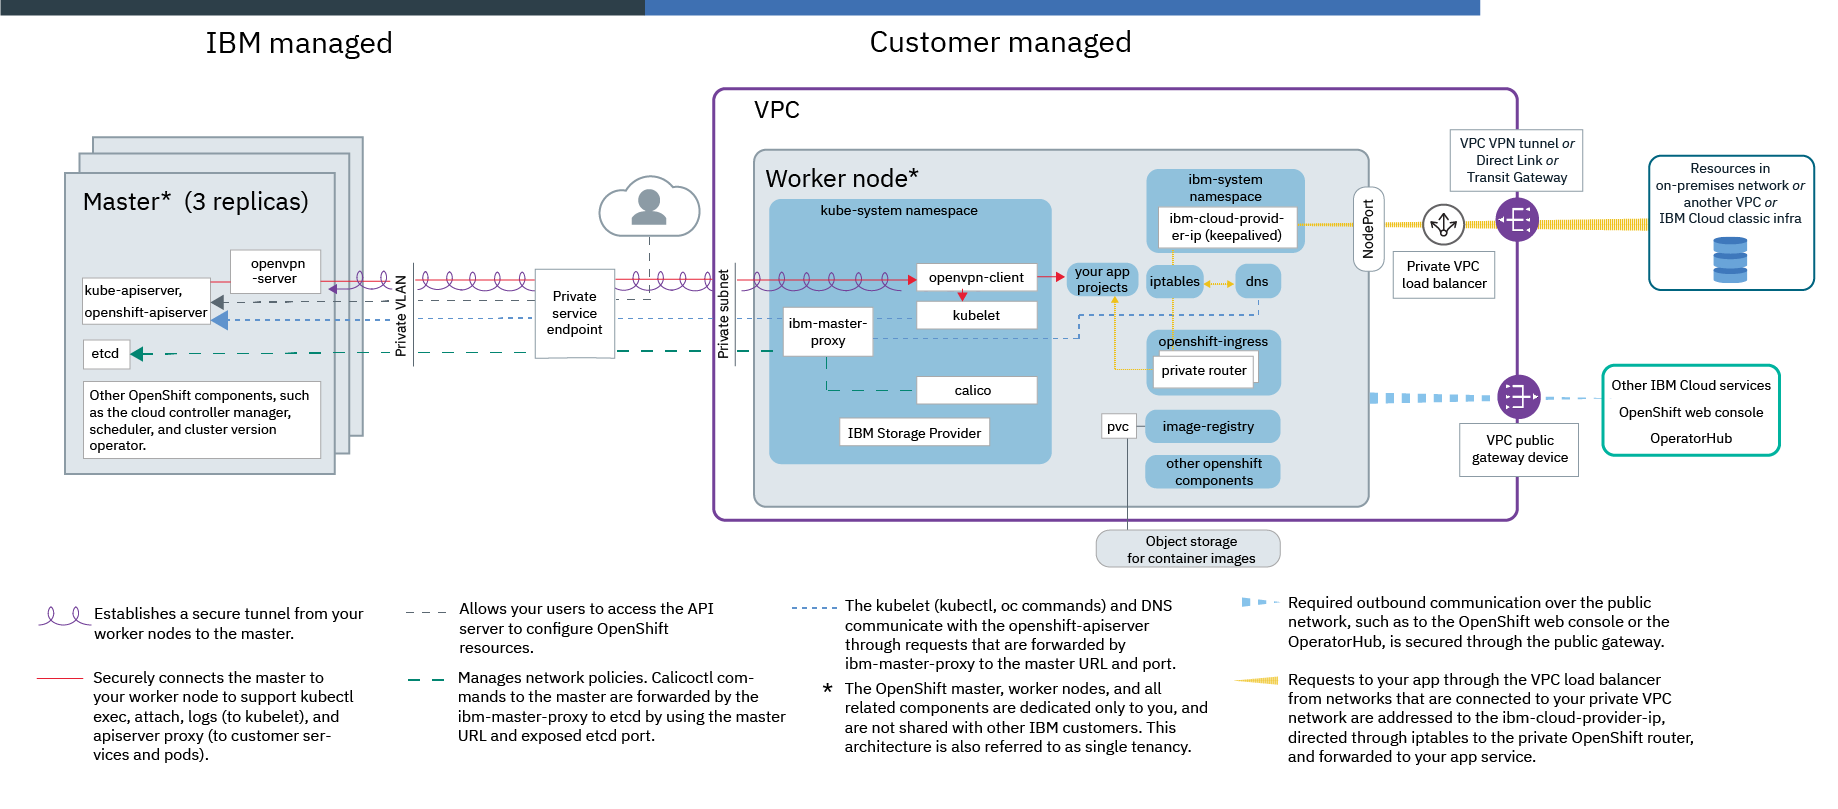 IBM managed
Customer managed
VPC
Master* (3 replicas)
openvpn
-server
kube-apiserver,
openshift-apiserver
etcd
Other OpenShift components, such
as the cloud controller manager,
scheduler, and cluster version
operator.
Private VLAN
Private
service
endpoint
Private subnet
Worker node*
kube-system namespace
openvpn-client
kubelet
ibm-master-
proxy
calico
IBM Storage Provider
ibm-system
namespace
ibm-cloud-provid-
er-ip (keepalived)
your app
projects
iptables
dns
openshift-ingress
private router
pvc
image-registry
other openshift
components
Object storage
for container images
NodePort
Private VPC
load balancer
VPC VPN tunnel or
Direct Link or
Transit Gateway
Resources in
on-premises network or
another VPC or
IBM Cloud classic infra
VPC public
gateway device
Other IBM Cloud services
OpenShift web console
OperatorHub
Establishes a secure tunnel from your
worker nodes to the master.
Securely connects the master to
your worker node to support kubectl
exec, attach, logs (to kubelet), and
apiserver proxy (to customer ser-
vices and pods).
Allows your users to access the API
server to configure OpenShift
resources.
Manages network policies. Calicoctl com-
mands to the master are forwarded by the
ibm-master-proxy to etcd by using the master
URL and exposed etcd port.
The kubelet (kubectl, oc commands) and DNS
communicate with the openshift-apiserver
through requests that are forwarded by
ibm-master-proxy to the master URL and port.
* The OpenShift master, worker nodes, and all
related components are dedicated only to you, and
are not shared with other IBM customers. This
architecture is also referred to as single tenancy.
Required outbound communication over the public
network, such as to the OpenShift web console or the
OperatorHub, is secured through the public gateway.
Requests to your app through the VPC load balancer
from networks that are connected to your private VPC
network are addressed to the ibm-cloud-provider-ip,
directed through iptables to the private OpenShift router,
and forwarded to your app service.